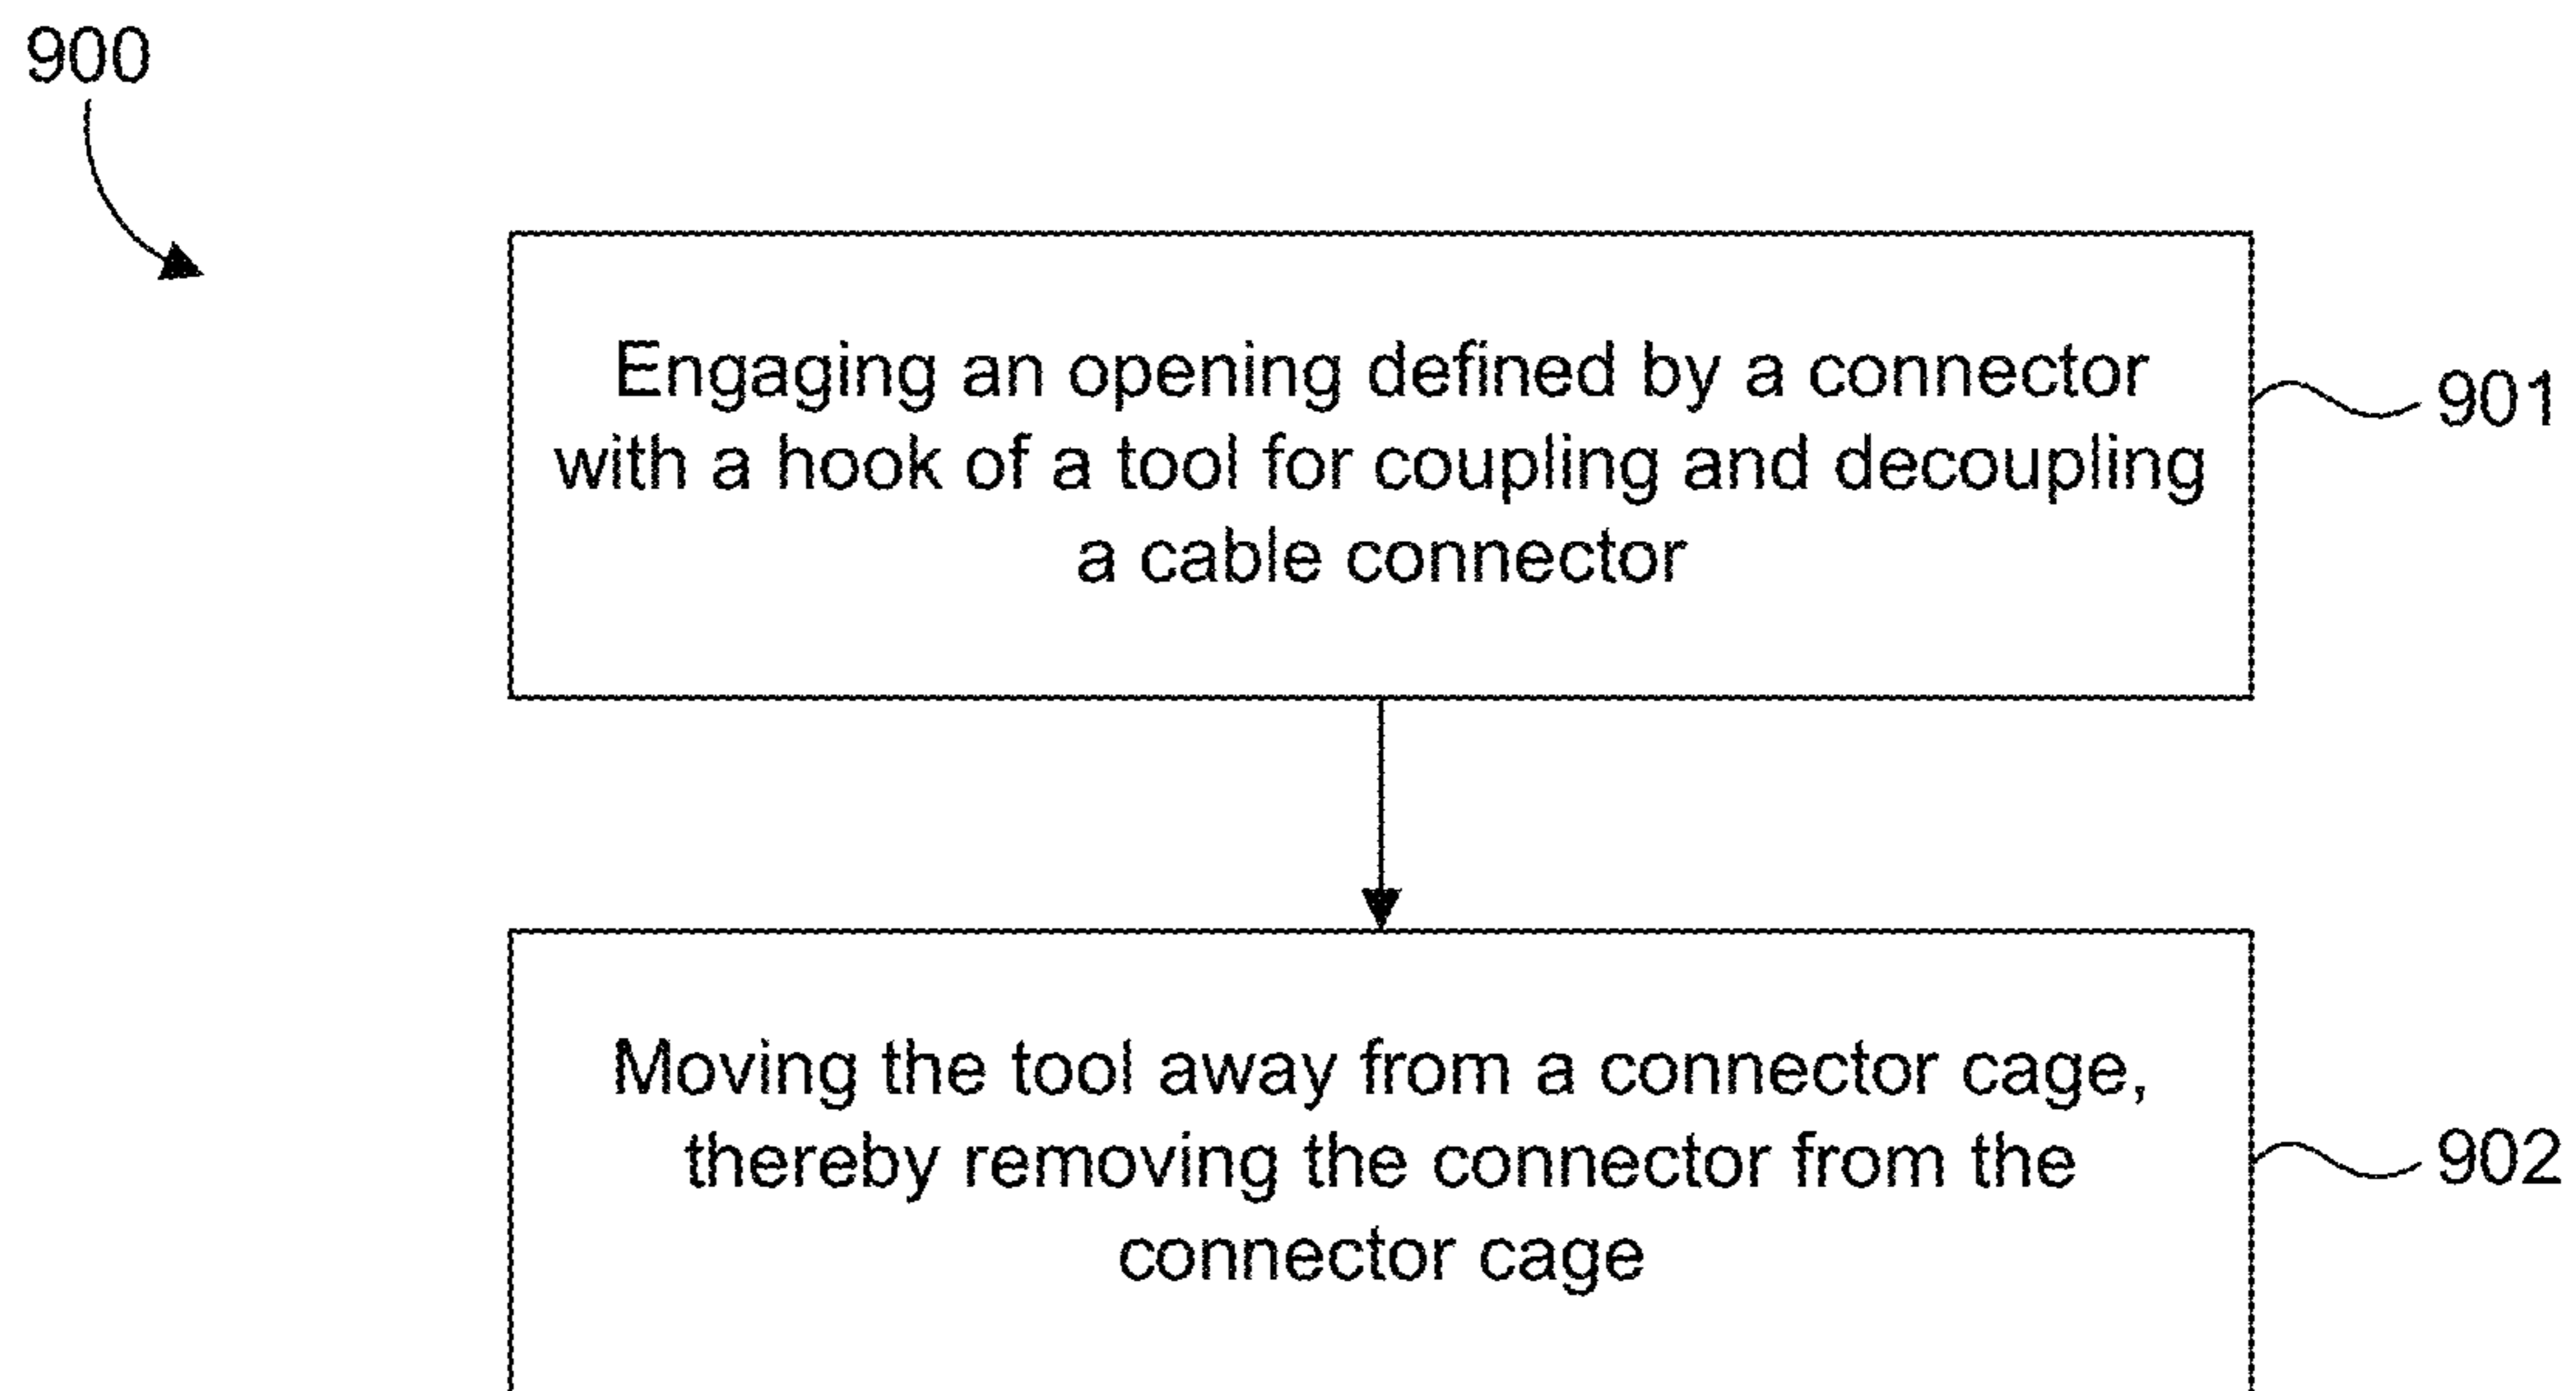 900
Engaging an opening defined by a connector
with a hook of a tool for coupling and decoupling
a cable connector
901
Moving the tool away from a connector cage,
thereby removing the connector from the
connector cage
902